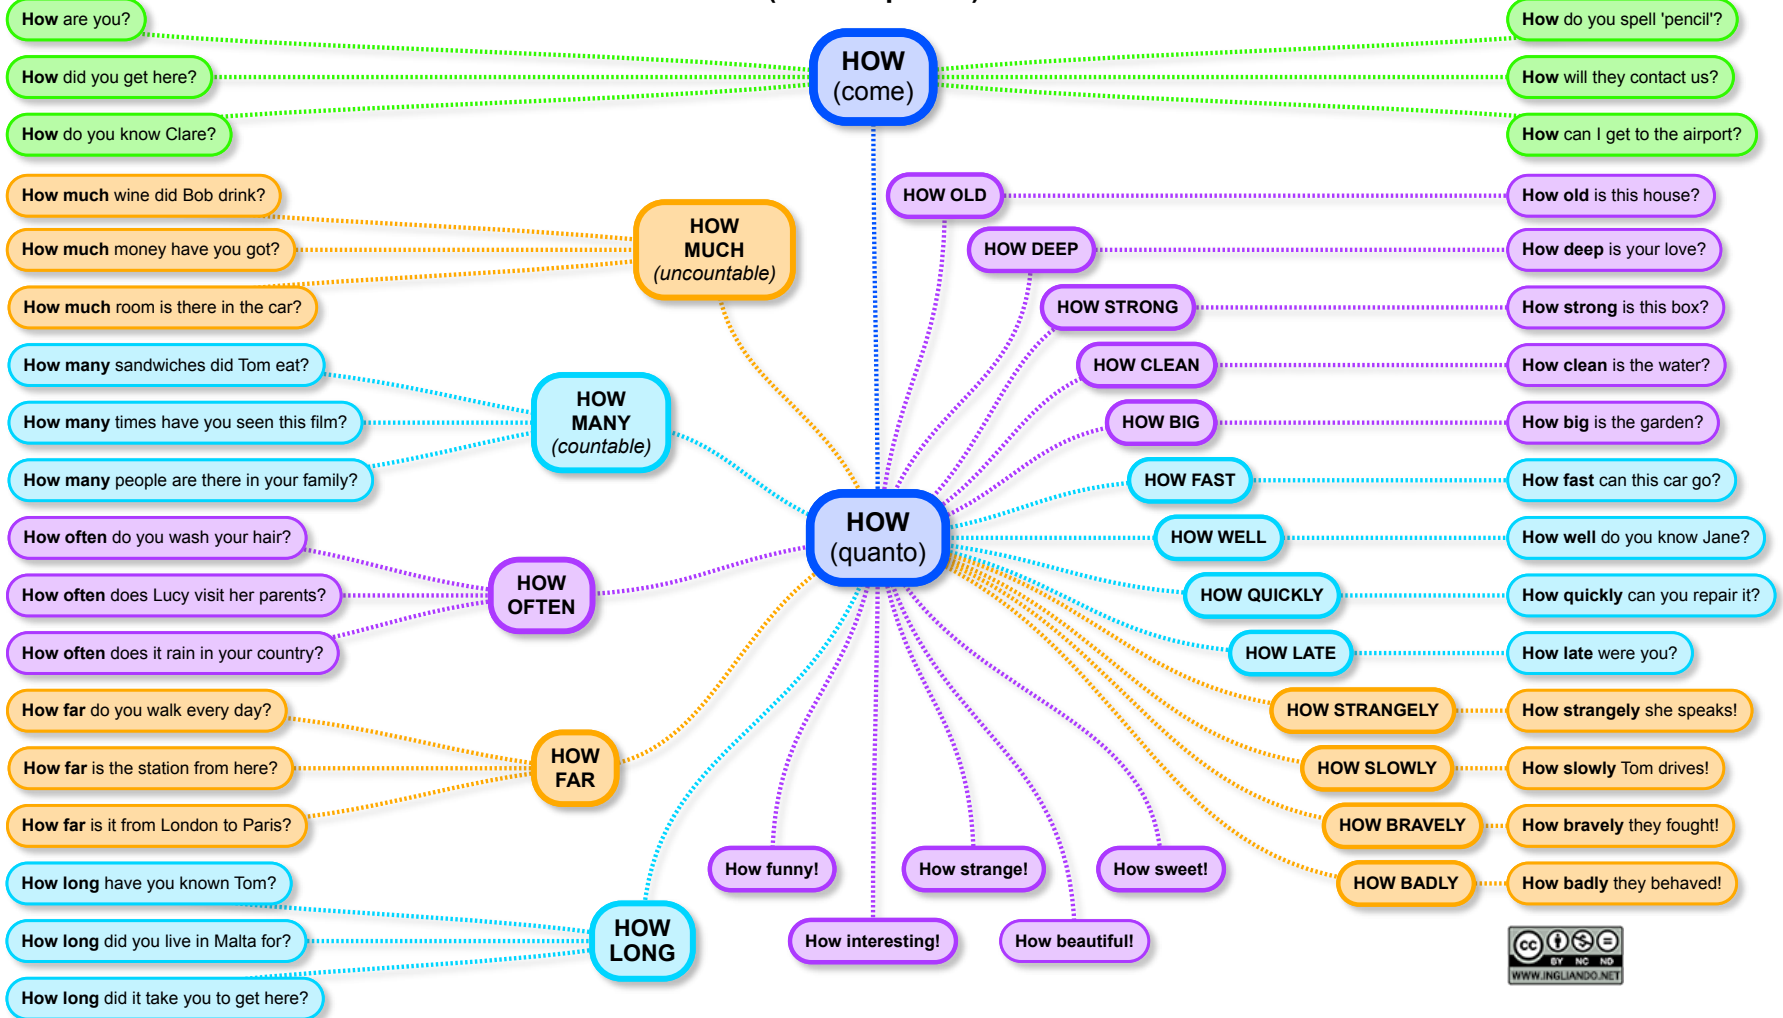 How are you?
How did you get here?
How do you know Clare?
HOW
(come)
How do you spell 'pencil'?
How will they contact us?
How can I get to the airport?
How much wine did Bob drink?
How much money have you got?
How much room is there in the car?
HOW
MUCH
(uncountable)
How many sandwiches did Tom eat?
How many times have you seen this film?
How many people are there in your family?
HOW
MANY
(countable)
How often do you wash your hair?
How often does Lucy visit her parents?
How often does it rain in your country?
HOW
OFTEN
How far do you walk every day?
How far is the station from here?
How far is it from London to Paris?
HOW
FAR
How long have you known Tom?
How long did you live in Malta for?
How long did it take you to get here?
HOW
LONG
HOW
(quanto)
HOW OLD
How old is this house?
HOW DEEP
How deep is your love?
HOW STRONG
How strong is this box?
HOW CLEAN
How clean is the water?
HOW BIG
How big is the garden?
HOW FAST
How fast can this car go?
HOW WELL
How well do you know Jane?
HOW QUICKLY
How quickly can you repair it?
HOW LATE
How late were you?
HOW STRANGELY
How strangely she speaks!
HOW SLOWLY
How slowly Tom drives!
HOW BRAVELY
How bravely they fought!
HOW BADLY
How badly they behaved!
How funny!
How strange!
How sweet!
How interesting!
How beautiful!
cc
BY NC ND
WWW.INGLIANDO.NET